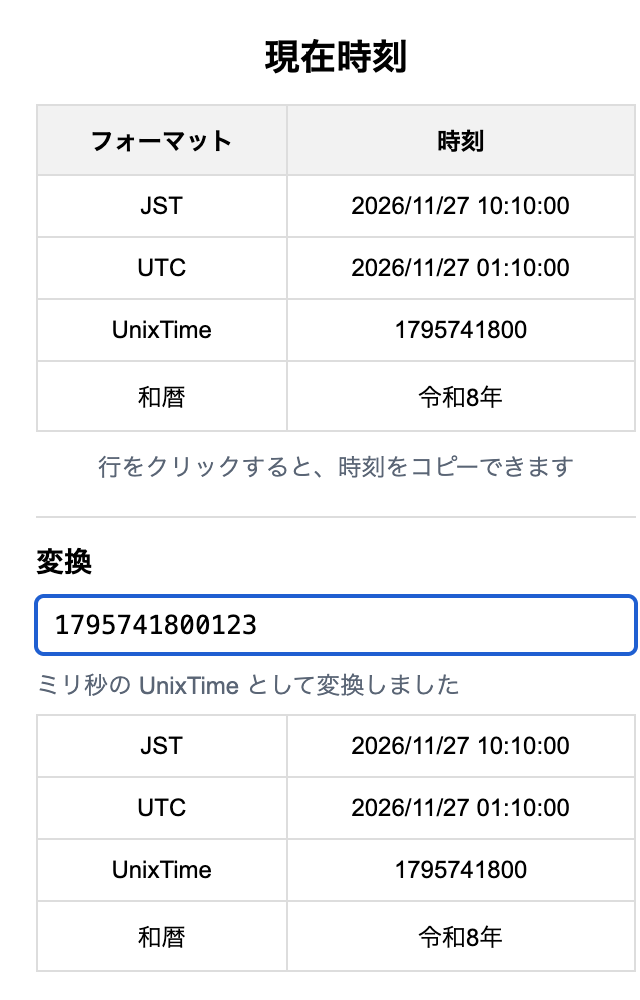 現在時刻
フォーマット 時刻
JST 2026/11/27 10:10:00
UTC 2026/11/27 01:10:00
UnixTime 1795741800
和暦 令和8年
行をクリックすると、時刻をコピーできます
変換
1795741800123
ミリ秒の UnixTime として変換しました
JST 2026/11/27 10:10:00
UTC 2026/11/27 01:10:00
UnixTime 1795741800
和暦 令和8年